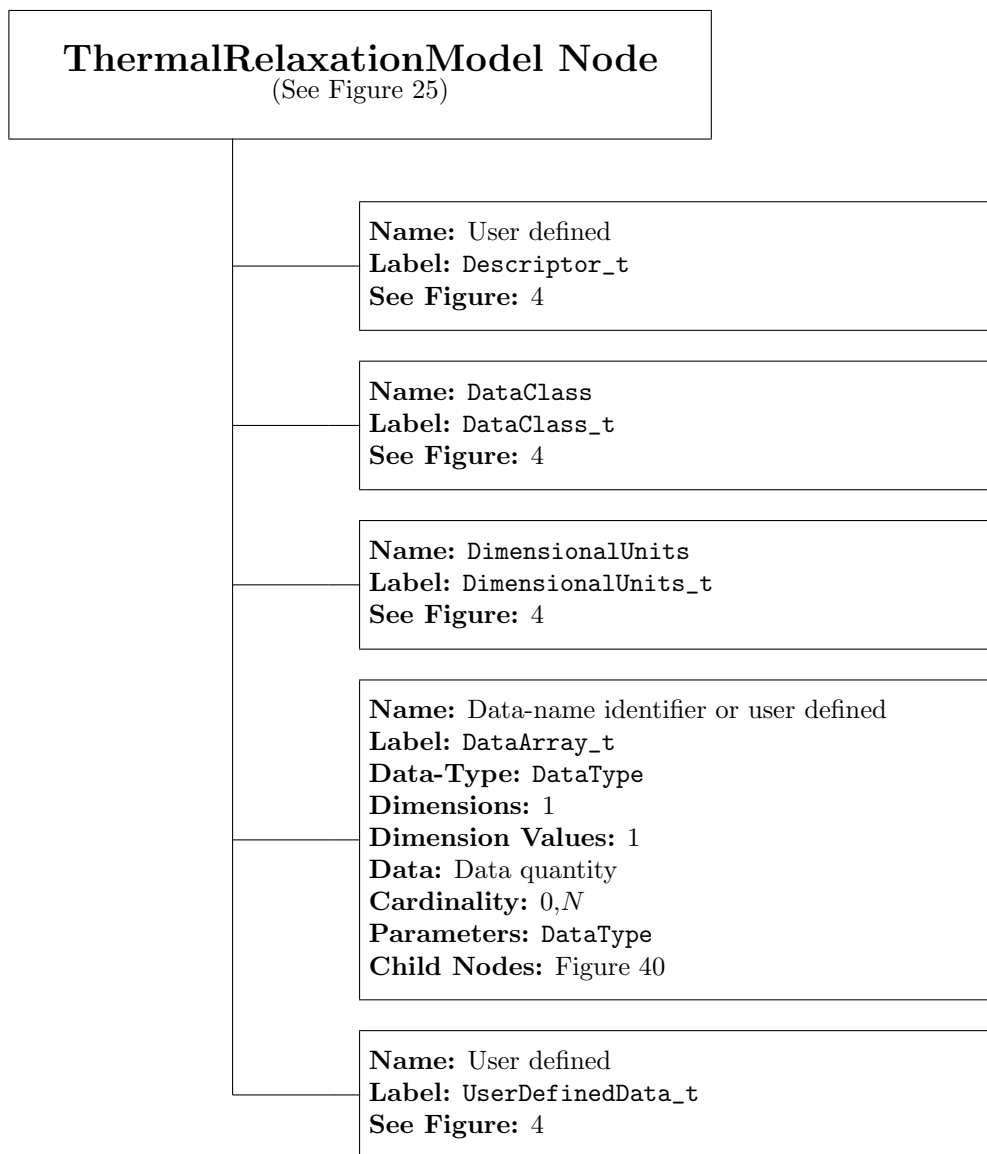 ThermalRelaxationModel Node
(See Figure 25)
Name: User defined
Label: Descriptor_t
See Figure: 4
Name: DataClass
Label: DataClass_t
See Figure: 4
Name: DimensionalUnits
Label: DimensionalUnits_t
See Figure: 4
Name: Data-name identifier or user defined
Label: DataArray_t
Data-Type: DataType
Dimensions: 1
Dimension Values: 1
Data: Data quantity
Cardinality: 0,N
Parameters: DataType
Child Nodes: Figure 40
Name: User defined
Label: UserDefinedData_t
See Figure: 4